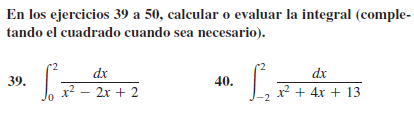 En los ejercicios 39 a 50, calcular o evaluar la integral (comple-
tando el cuadrado cuando sea necesario).
39. ∫₀² dx / (x² − 2x + 2)
40. ∫₋₂² dx / (x² + 4x + 13)